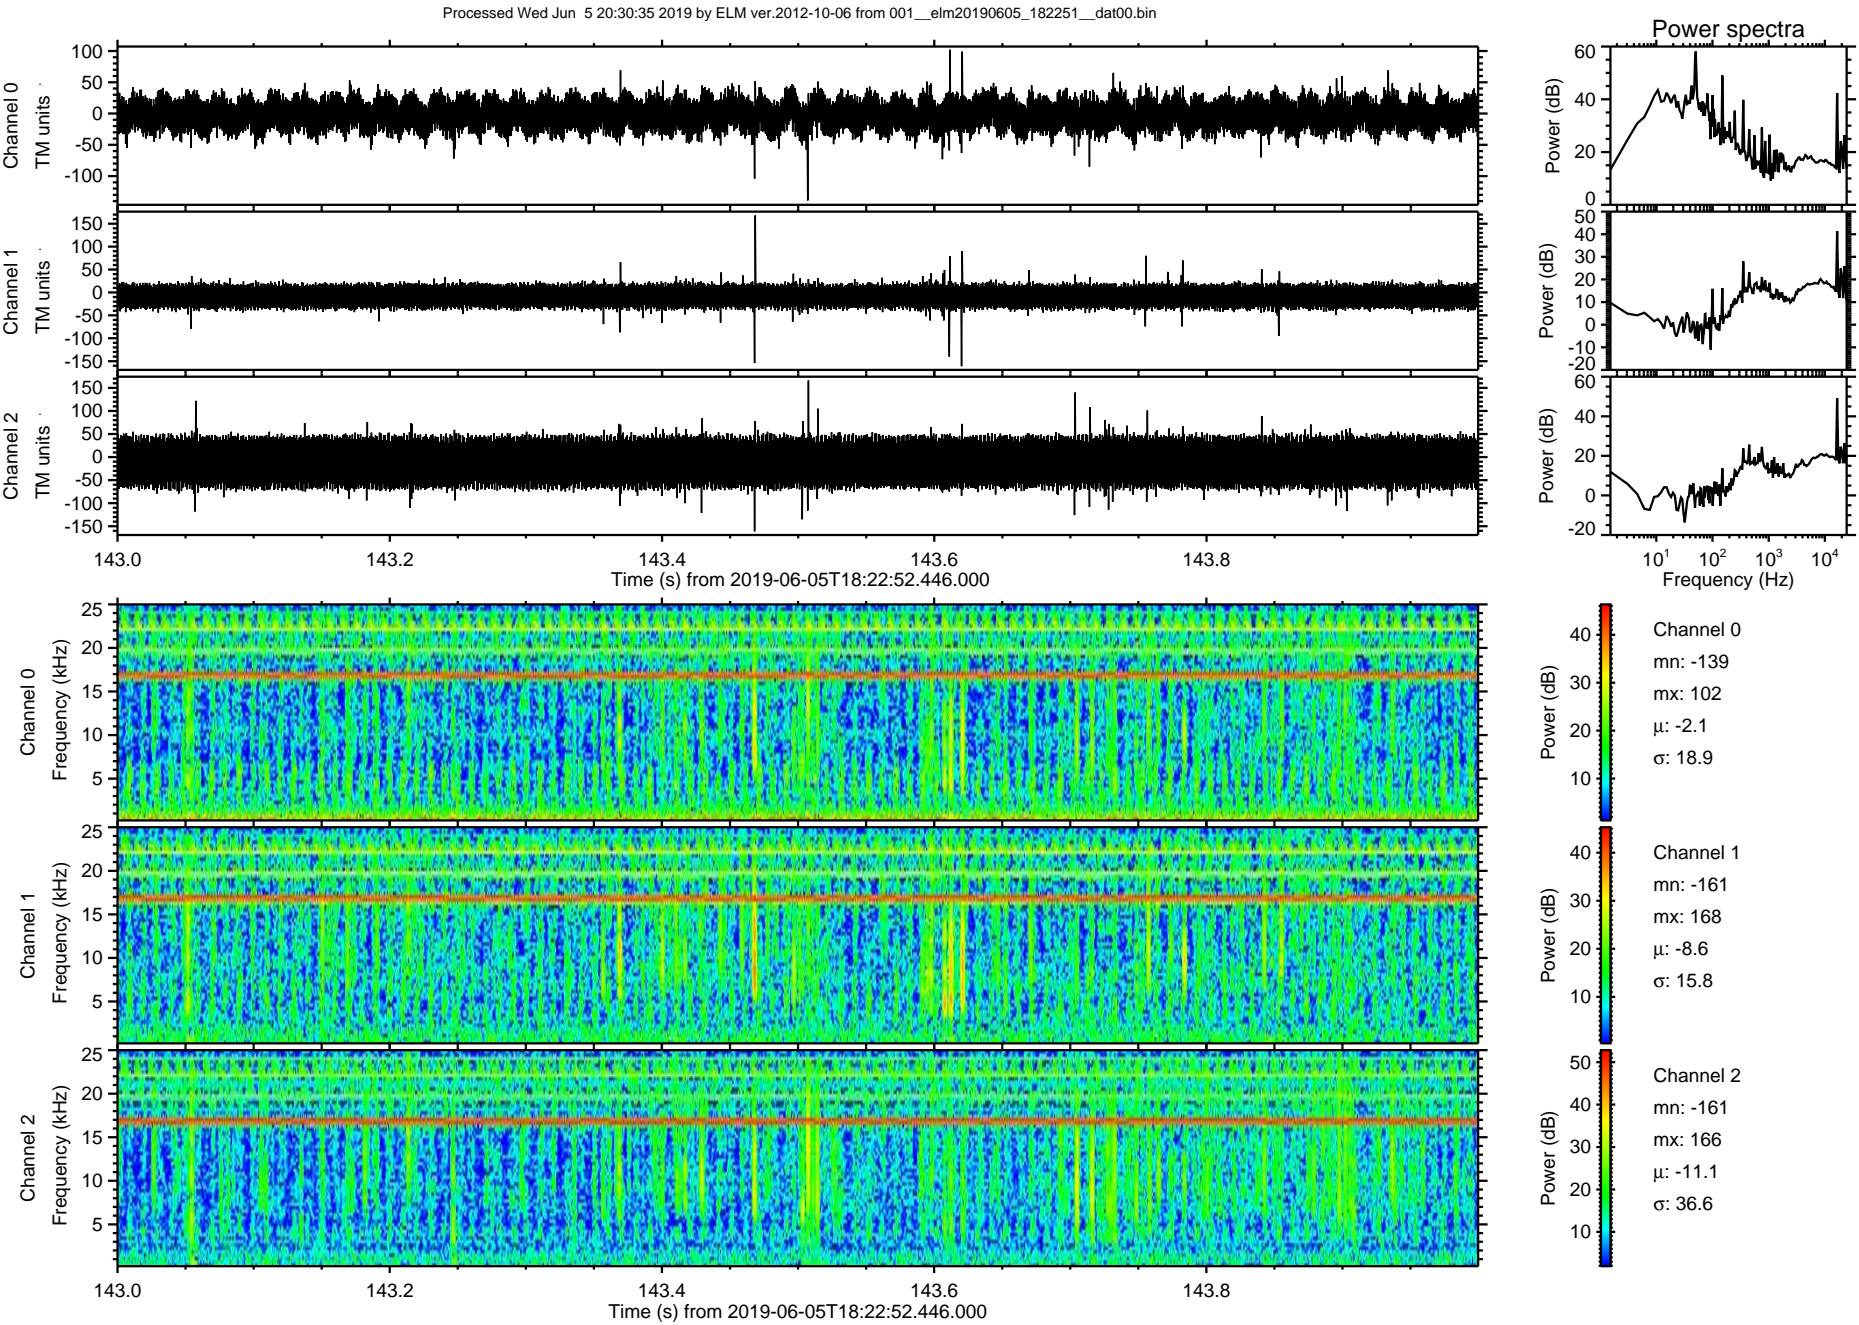 Processed Wed Jun  5 20:30:35 2019 by ELM ver.2012-10-06 from 001__elm20190605_182251__dat00.bin
Power spectra
Channel 0
TM units
100
50
0
-50
-100
Power (dB)
60
40
20
0
Channel 1
TM units
150
100
50
0
-50
-100
-150
Power (dB)
50
40
30
20
10
0
-10
-20
Channel 2
TM units
150
100
50
0
-50
-100
-150
Power (dB)
60
40
20
0
-20
143.0 143.2 143.4 143.6 143.8
Time (s) from 2019-06-05T18:22:52.446.000
10^1 10^2 10^3 10^4
Frequency (Hz)
Channel 0
Frequency (kHz)
25
20
15
10
5
Power (dB)
40
30
20
10
Channel 0
mn: -139
mx: 102
μ: -2.1
σ: 18.9
Channel 1
Frequency (kHz)
25
20
15
10
5
Power (dB)
40
30
20
10
Channel 1
mn: -161
mx: 168
μ: -8.6
σ: 15.8
Channel 2
Frequency (kHz)
25
20
15
10
5
Power (dB)
50
40
30
20
10
Channel 2
mn: -161
mx: 166
μ: -11.1
σ: 36.6
143.0 143.2 143.4 143.6 143.8
Time (s) from 2019-06-05T18:22:52.446.000